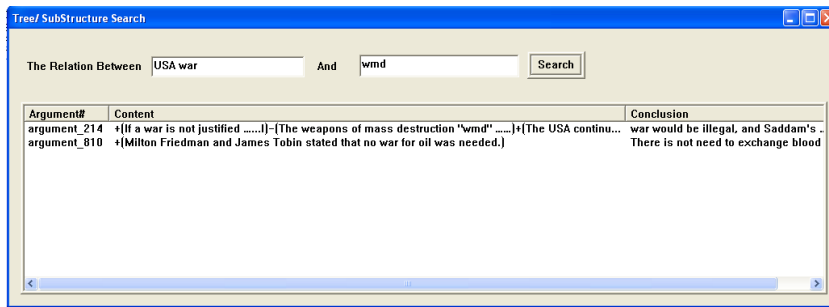 Tree/ SubStructure Search
The Relation Between USA war And wmd Search
Argument# Content Conclusion
argument_214 +(If a war is not justified ......!)-(The weapons of mass destruction "wmd" ......)+(The USA continu... war would be illegal, and Saddam's ..
argument_810 +(Milton Friedman and James Tobin stated that no war for oil was needed.) There is not need to exchange blood